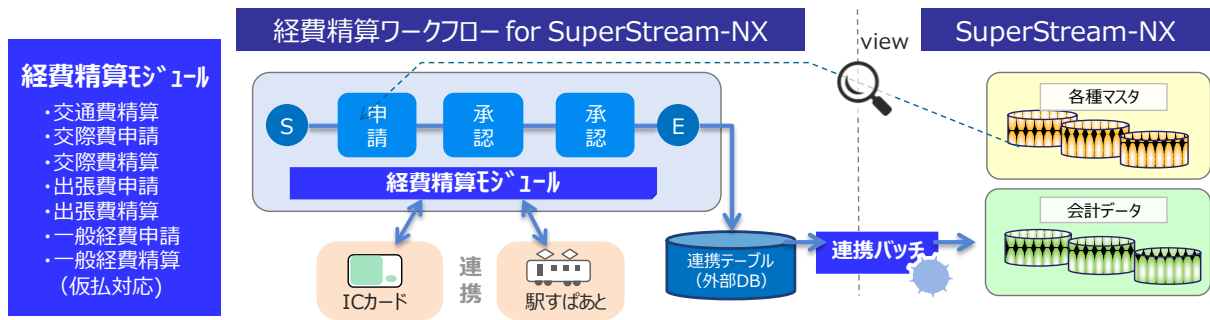 経費精算ﾓｼﾞｭｰﾙ
・交通費精算
・交際費申請
・交際費精算
・出張費申請
・出張費精算
・一般経費申請
・一般経費精算
（仮払対応）
経費精算ワークフロー for SuperStream-NX
S
申請
承認
承認
E
経費精算ﾓｼﾞｭｰﾙ
ICカード
連携
駅すぱあと
連携テーブル
（外部DB）
連携バッチ
view
SuperStream-NX
各種マスタ
会計データ